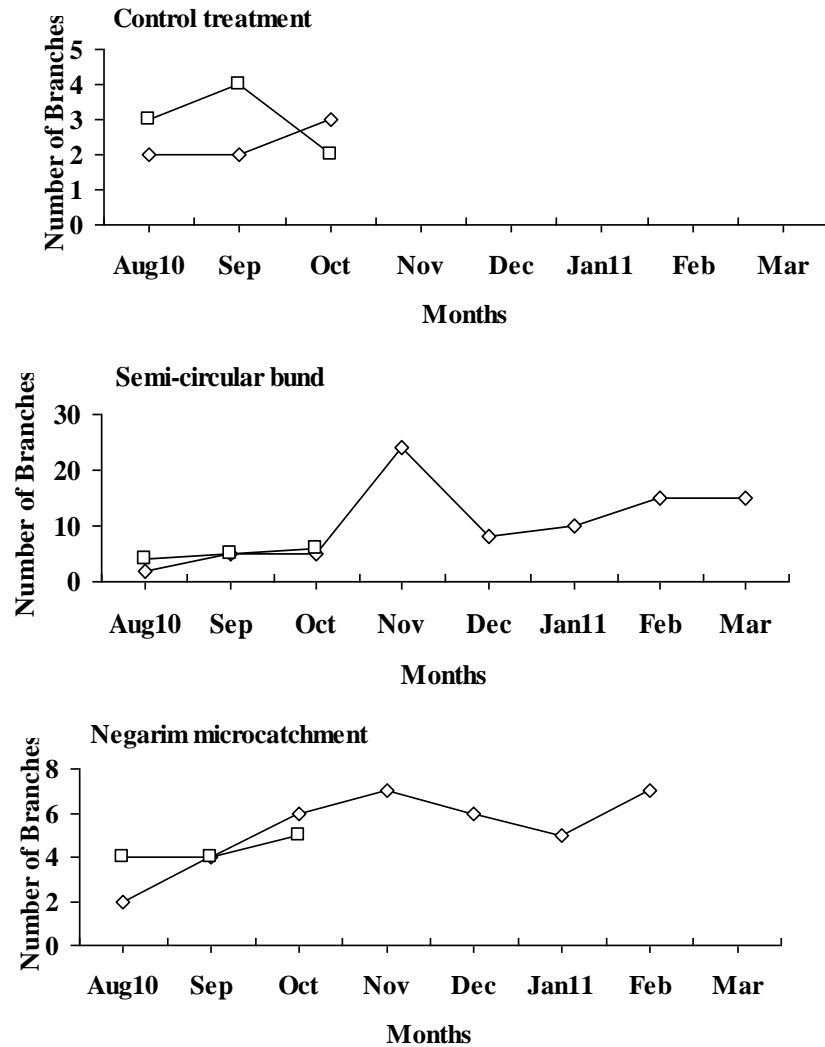 Control treatment
Number of Branches
5
4
3
2
1
0
Aug10 Sep Oct Nov Dec Jan11 Feb Mar
Months
Semi-circular bund
Number of Branches
30
20
10
0
Aug10 Sep Oct Nov Dec Jan11 Feb Mar
Months
Negarim microcatchment
Number of Branches
8
6
4
2
0
Aug10 Sep Oct Nov Dec Jan11 Feb Mar
Months